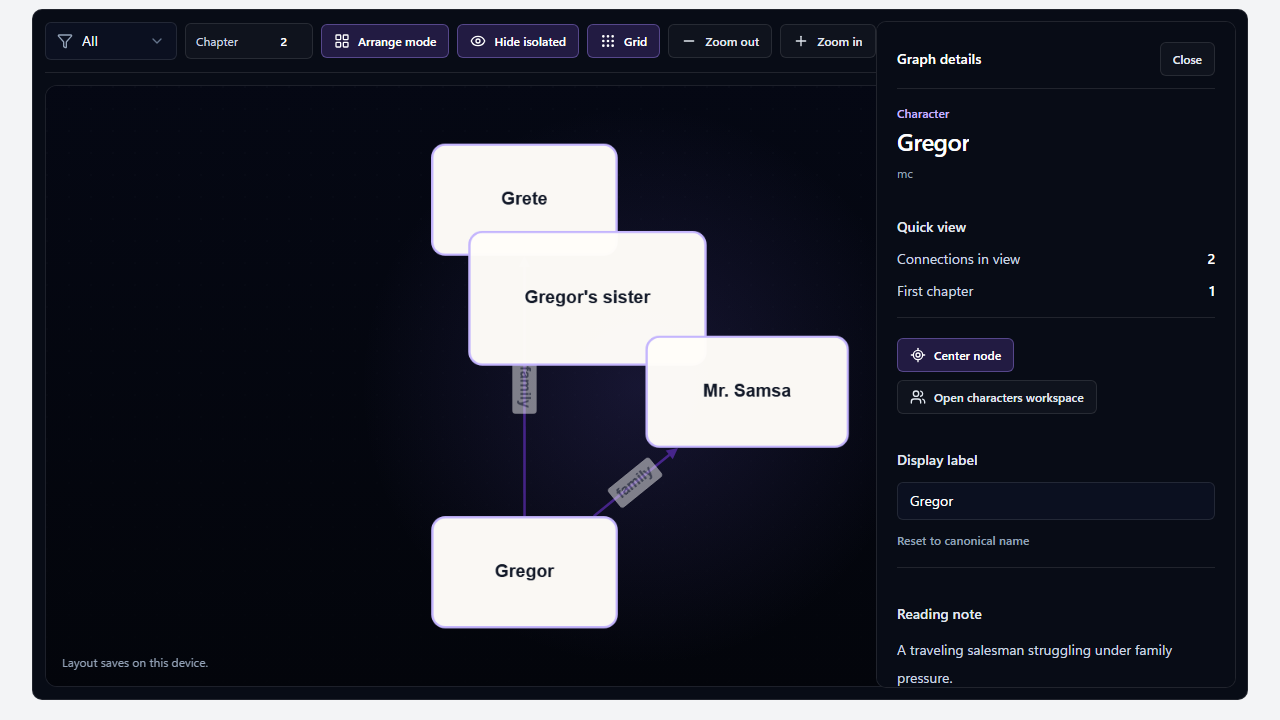 All
Chapter 2
Arrange mode
Hide isolated
Grid
Zoom out
Zoom in
Grete
Gregor's sister
family
Mr. Samsa
family
Gregor
Layout saves on this device.
Graph details
Close
Character
Gregor
mc
Quick view
Connections in view 2
First chapter 1
Center node
Open characters workspace
Display label
Gregor
Reset to canonical name
Reading note
A traveling salesman struggling under family
pressure.